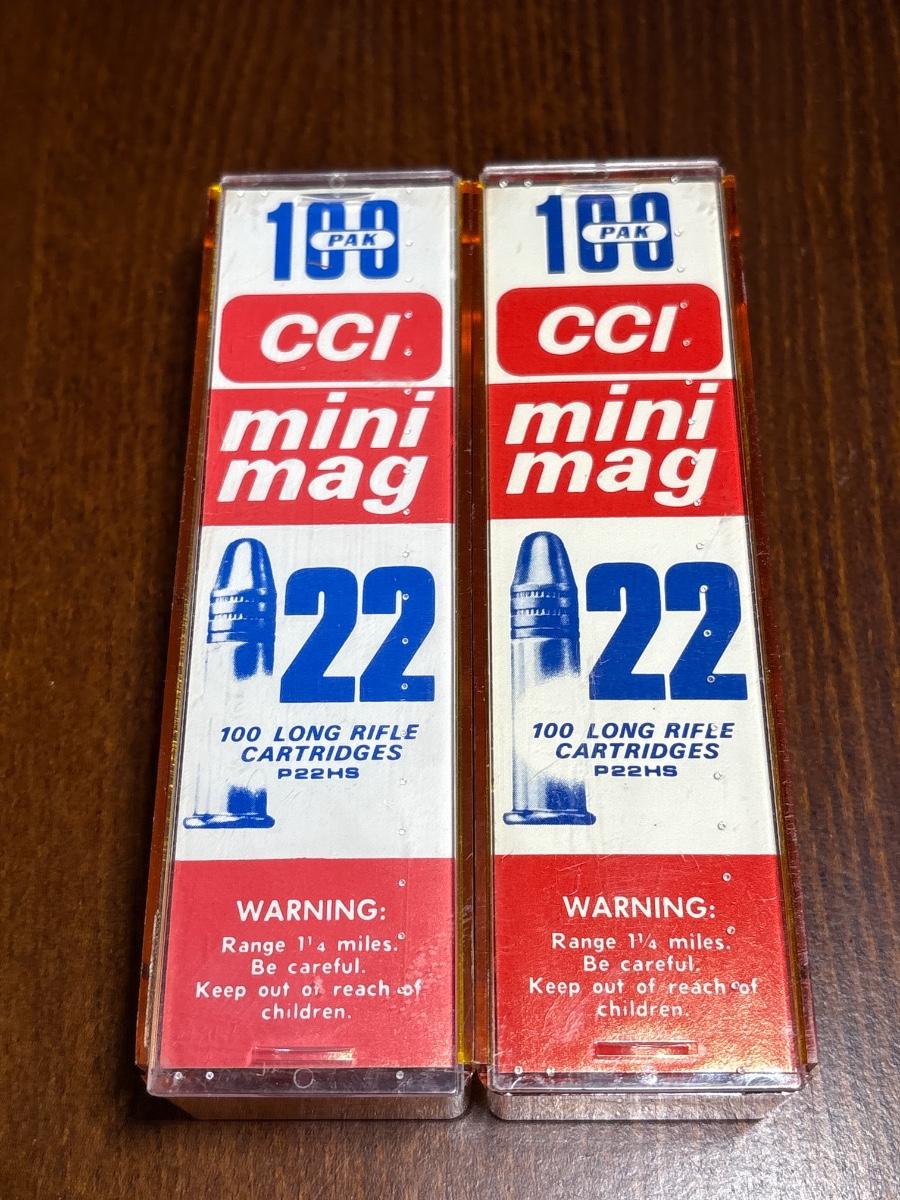 100
PAK
CCI
mini
mag
22
100 LONG RIFLE
CARTRIDGES
P22HS
WARNING:
Range 1 1/4 miles.
Be careful.
Keep out of reach of
children.
100
PAK
CCI
mini
mag
22
100 LONG RIFLE
CARTRIDGES
P22HS
WARNING:
Range 1¼ miles.
Be careful.
Keep out of reach of
children.